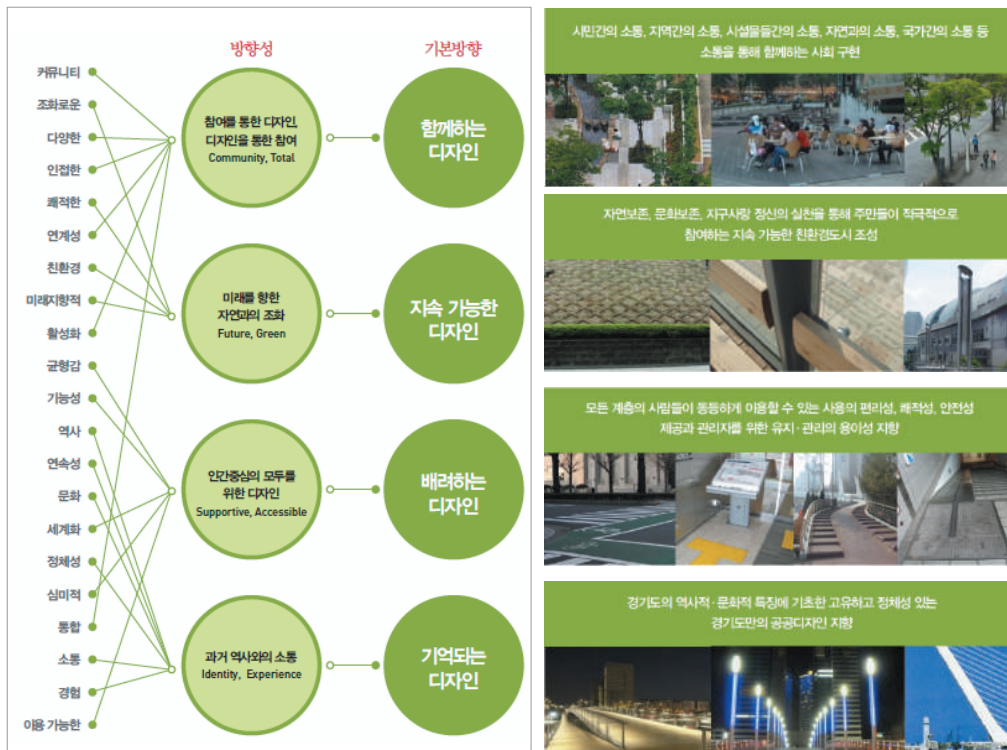 방향성
기본방향
커뮤니티
조화로운
다양한
인접한
쾌적한
연계성
친환경
미래지향적
활성화
균형감
기능성
역사
연속성
문화
세계화
정체성
심미적
통합
소통
경험
이용 가능한
참여를 통한 디자인,
디자인을 통한 참여
Community, Total
함께하는
디자인
미래를 향한
자연과의 조화
Future, Green
지속 가능한
디자인
인간중심의 모두를
위한 디자인
Supportive, Accessible
배려하는
디자인
과거 역사와의 소통
Identity, Experience
기억되는
디자인
시민간의 소통, 지역간의 소통, 시설물들간의 소통, 자연과의 소통, 국가간의 소통 등
소통을 통해 함께하는 사회 구현
자연보존, 문화보존, 지구사랑 정신의 실천을 통해 주민들이 적극적으로
참여하는 지속 가능한 친환경도시 조성
모든 계층의 사람들이 동등하게 이용할 수 있는 사용의 편리성, 쾌적성, 안전성
제공과 관리자를 위한 유지·관리의 용이성 지향
경기도의 역사적·문화적 특징에 기초한 고유하고 정체성 있는
경기도만의 공공디자인 지향